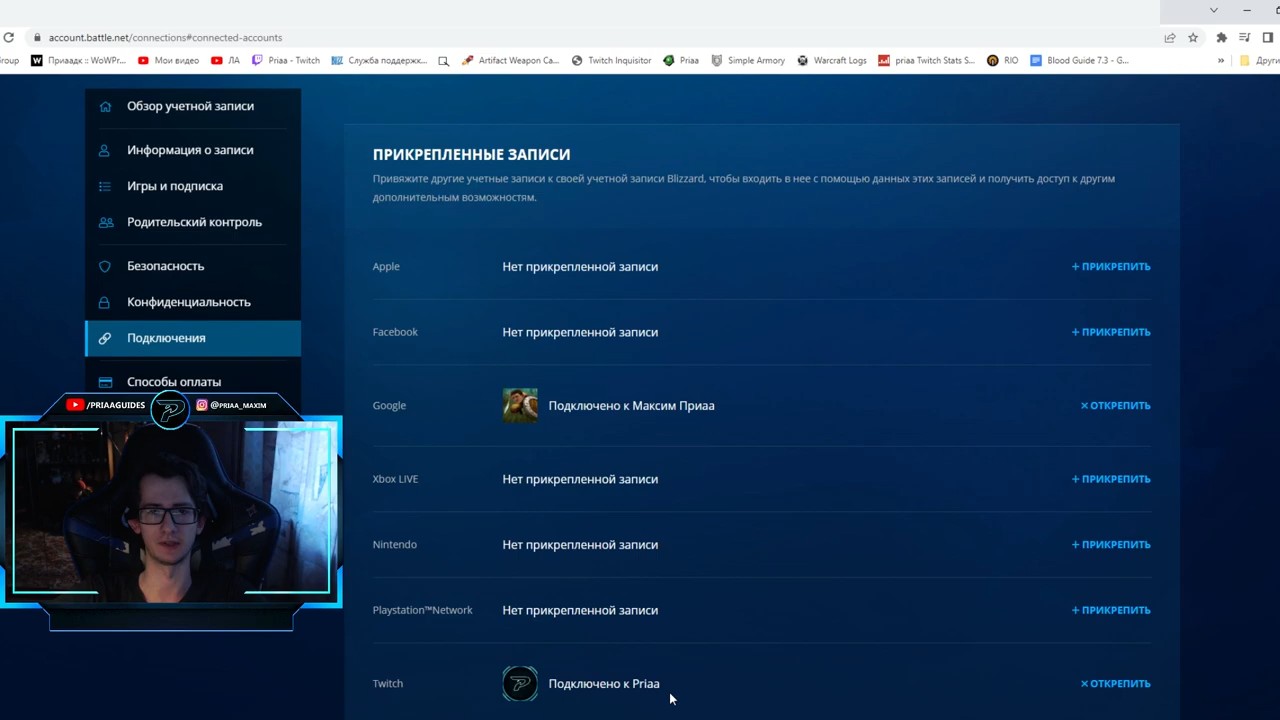 account.battle.net/connections#connected-accounts
Group
Приаадк :: WoWPr...
Мои видео
ЛА
Priaa - Twitch
Служба поддержк...
Artifact Weapon Ca...
Twitch Inquisitor
Priaa
Simple Armory
Warcraft Logs
priaa Twitch Stats S...
RIO
Blood Guide 7.3 - G...
»
Обзор учетной записи
Информация о записи
Игры и подписка
Родительский контроль
Безопасность
Конфиденциальность
Подключения
Способы оплаты
/PRIAAGUIDES
@PRIAA_MAXIM
ПРИКРЕПЛЕННЫЕ ЗАПИСИ
Привяжите другие учетные записи к своей учетной записи Blizzard, чтобы входить в нее с помощью данных этих записей и получить доступ к другим
дополнительным возможностям.
Apple Нет прикрепленной записи + ПРИКРЕПИТЬ
Facebook Нет прикрепленной записи + ПРИКРЕПИТЬ
Google Подключено к Максим Приаа × ОТКРЕПИТЬ
Xbox LIVE Нет прикрепленной записи + ПРИКРЕПИТЬ
Nintendo Нет прикрепленной записи + ПРИКРЕПИТЬ
Playstation™Network Нет прикрепленной записи + ПРИКРЕПИТЬ
Twitch Подключено к Priaa × ОТКРЕПИТЬ